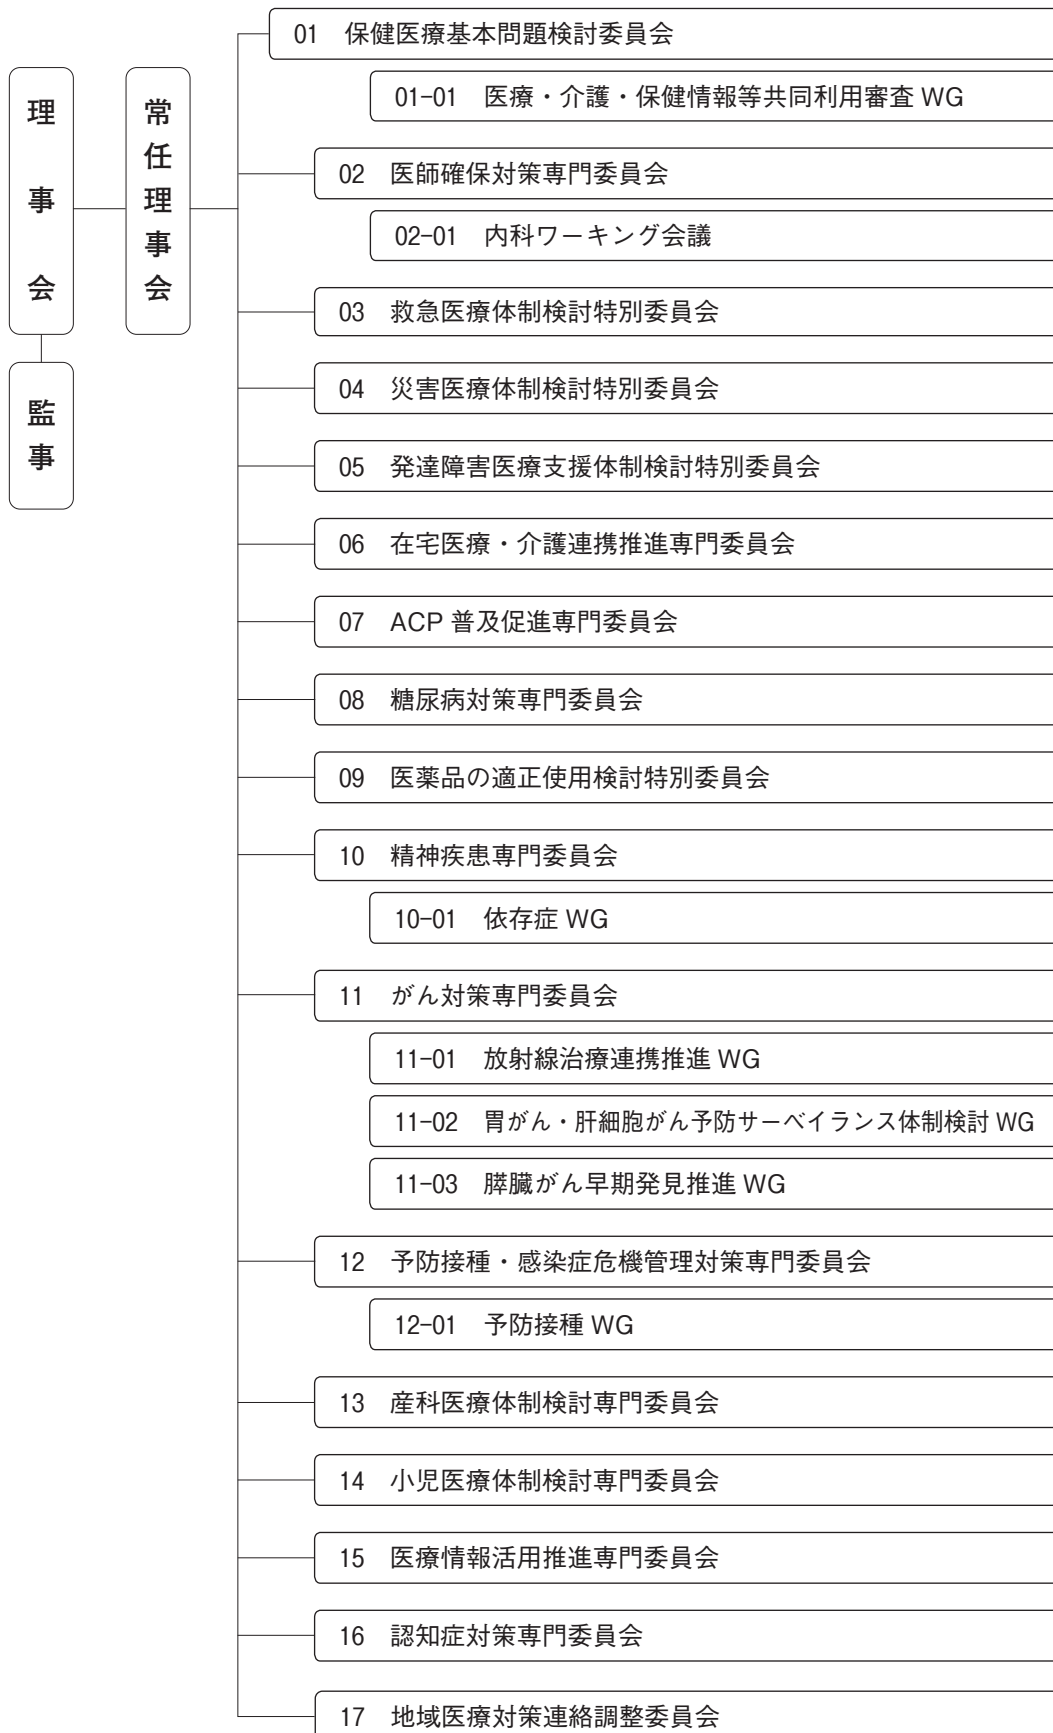 理事会
監事
常任理事会
01　保健医療基本問題検討委員会
01-01　医療・介護・保健情報等共同利用審査 WG
02　医師確保対策専門委員会
02-01　内科ワーキング会議
03　救急医療体制検討特別委員会
04　災害医療体制検討特別委員会
05　発達障害医療支援体制検討特別委員会
06　在宅医療・介護連携推進専門委員会
07　ACP 普及促進専門委員会
08　糖尿病対策専門委員会
09　医薬品の適正使用検討特別委員会
10　精神疾患専門委員会
10-01　依存症 WG
11　がん対策専門委員会
11-01　放射線治療連携推進 WG
11-02　胃がん・肝細胞がん予防サーベイランス体制検討 WG
11-03　膵臓がん早期発見推進 WG
12　予防接種・感染症危機管理対策専門委員会
12-01　予防接種 WG
13　産科医療体制検討専門委員会
14　小児医療体制検討専門委員会
15　医療情報活用推進専門委員会
16　認知症対策専門委員会
17　地域医療対策連絡調整委員会